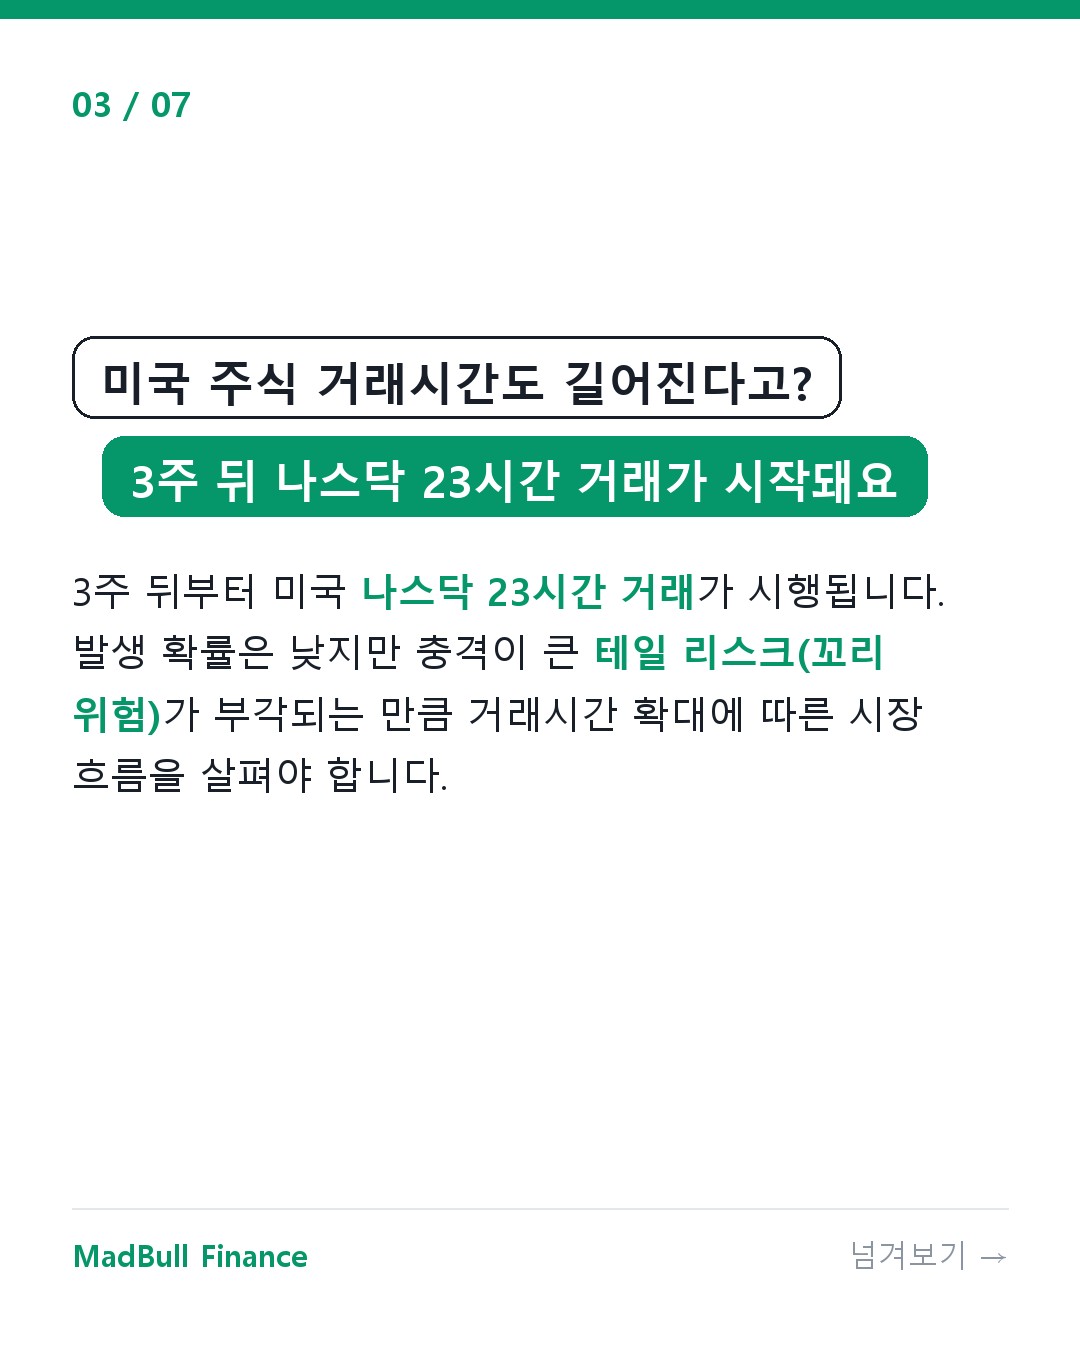 03 / 07
미국 주식 거래시간도 길어진다고?
3주 뒤 나스닥 23시간 거래가 시작돼요
3주 뒤부터 미국 나스닥 23시간 거래가 시행됩니다.
발생 확률은 낮지만 충격이 큰 테일 리스크(꼬리
위험)가 부각되는 만큼 거래시간 확대에 따른 시장
흐름을 살펴야 합니다.
MadBull Finance
넘겨보기 →